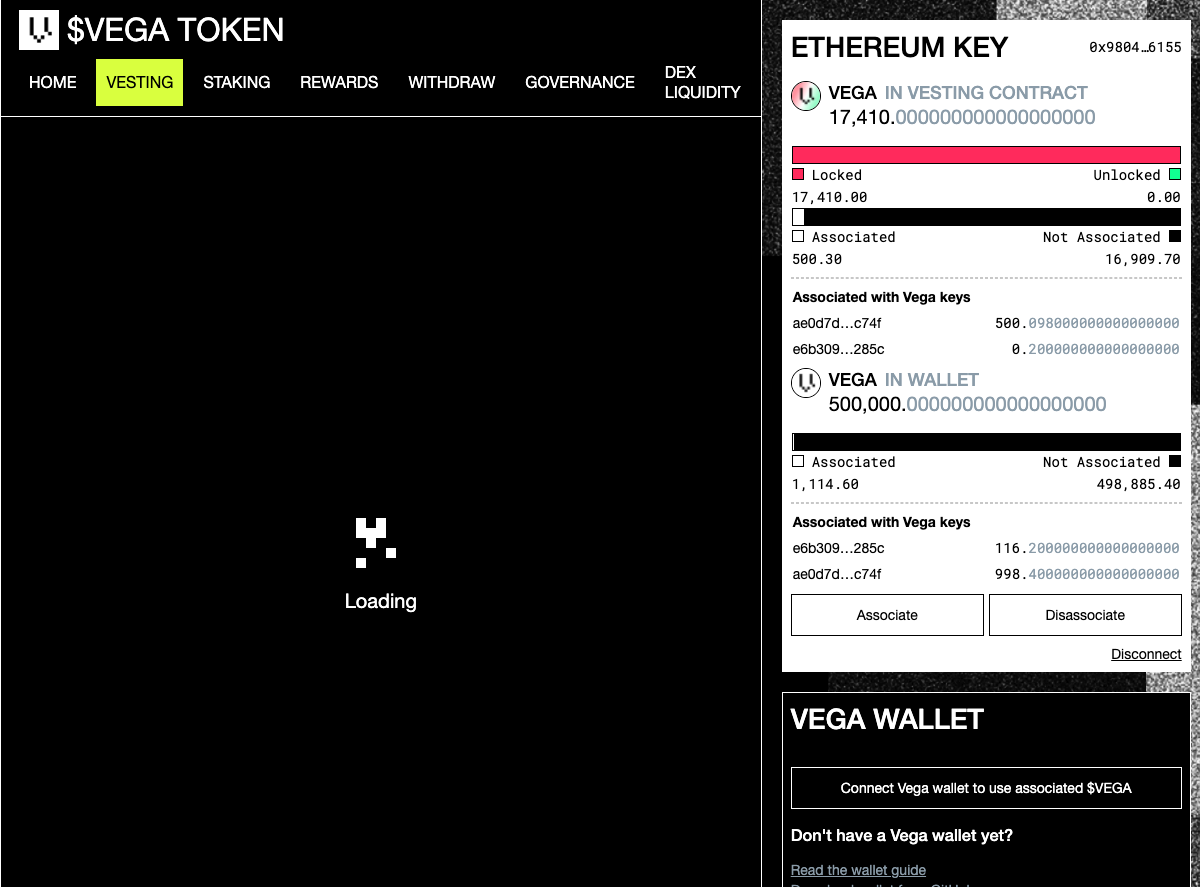 $VEGA TOKEN
HOME
VESTING
STAKING
REWARDS
WITHDRAW
GOVERNANCE
DEX
LIQUIDITY
Loading
ETHEREUM KEY
0x9804…6155
VEGA IN VESTING CONTRACT
17,410.000000000000000000
Locked
Unlocked
17,410.00
0.00
Associated
Not Associated
500.30
16,909.70
Associated with Vega keys
ae0d7d…c74f
500.098000000000000000
e6b309…285c
0.200000000000000000
VEGA IN WALLET
500,000.000000000000000000
Associated
Not Associated
1,114.60
498,885.40
Associated with Vega keys
e6b309…285c
116.200000000000000000
ae0d7d…c74f
998.400000000000000000
Associate
Disassociate
Disconnect
VEGA WALLET
Connect Vega wallet to use associated $VEGA
Don't have a Vega wallet yet?
Read the wallet guide